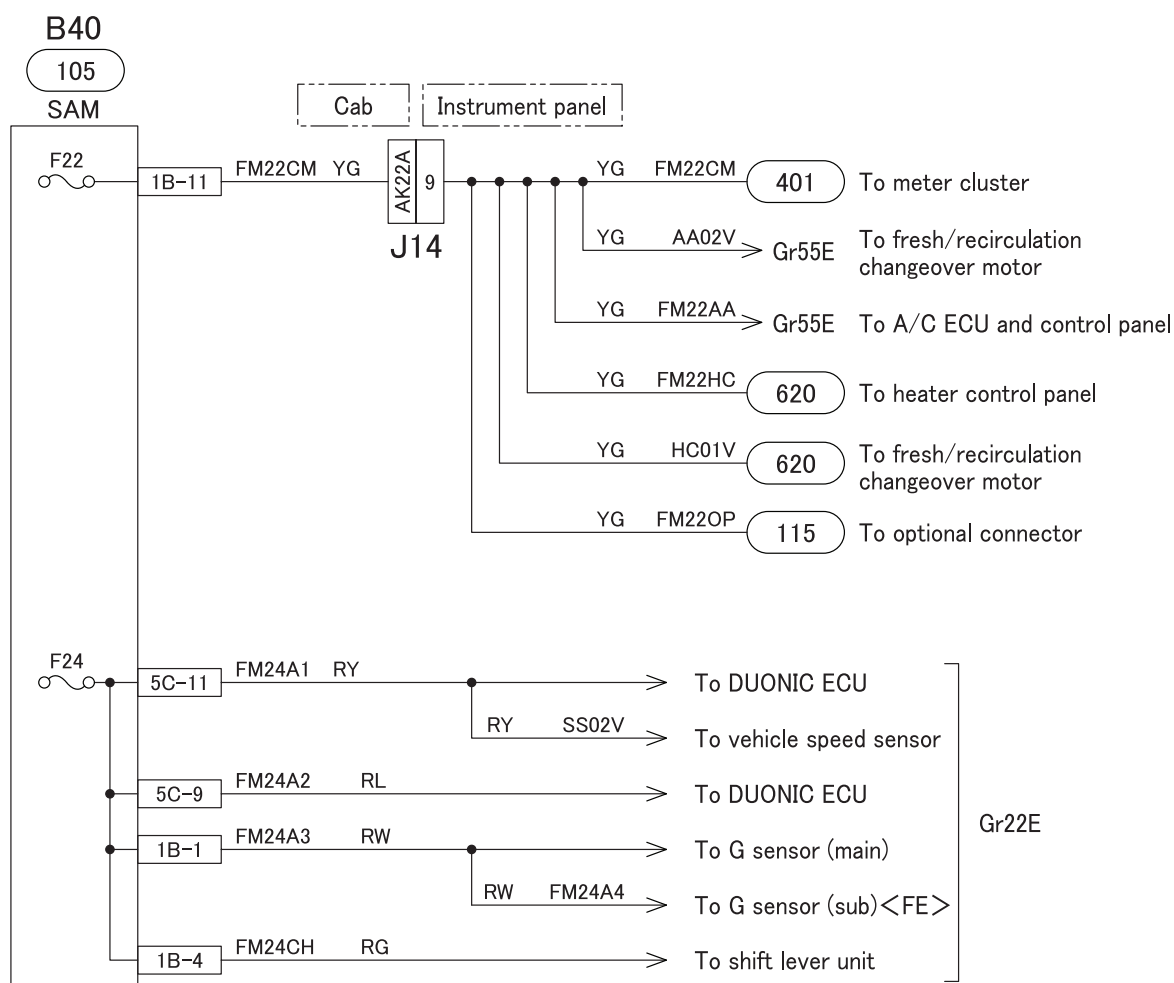 B40
105
SAM
Cab
Instrument panel
F22
1B-11
FM22CM YG
AK22A
9
J14
YG FM22CM
401
To meter cluster
YG AA02V
Gr55E
To fresh/recirculation
changeover motor
YG FM22AA
Gr55E
To A/C ECU and control panel
YG FM22HC
620
To heater control panel
YG HC01V
620
To fresh/recirculation
changeover motor
YG FM22OP
115
To optional connector
F24
5C-11
FM24A1 RY
To DUONIC ECU
RY SS02V
To vehicle speed sensor
5C-9
FM24A2 RL
To DUONIC ECU
Gr22E
1B-1
FM24A3 RW
To G sensor (main)
RW FM24A4
To G sensor (sub)<FE>
1B-4
FM24CH RG
To shift lever unit